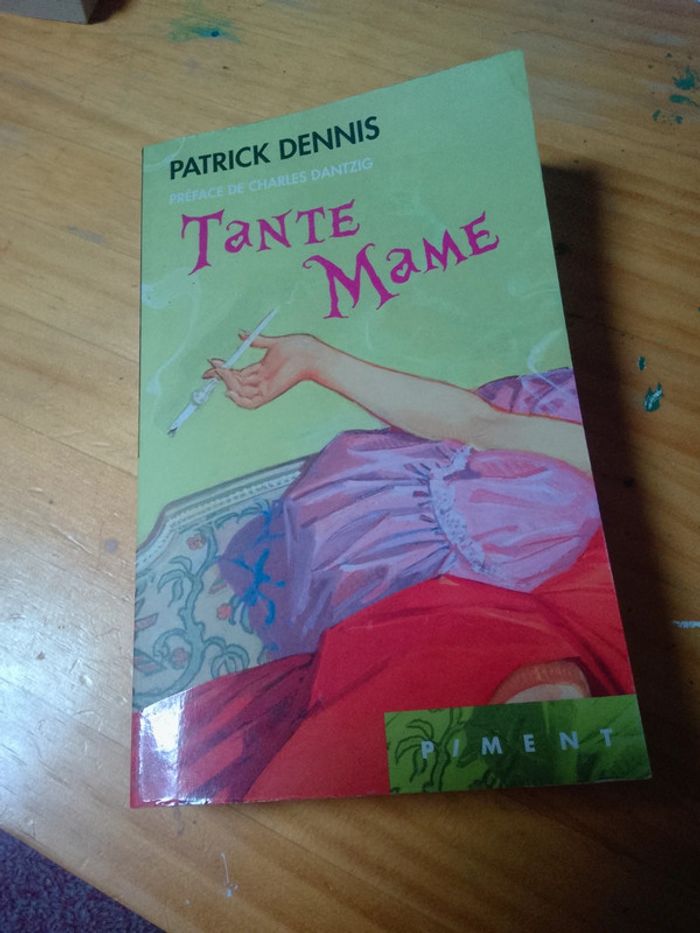 PATRICK DENNIS
PRÉFACE DE CHARLES DANTZIG
TANTE
MAME
PIMENT